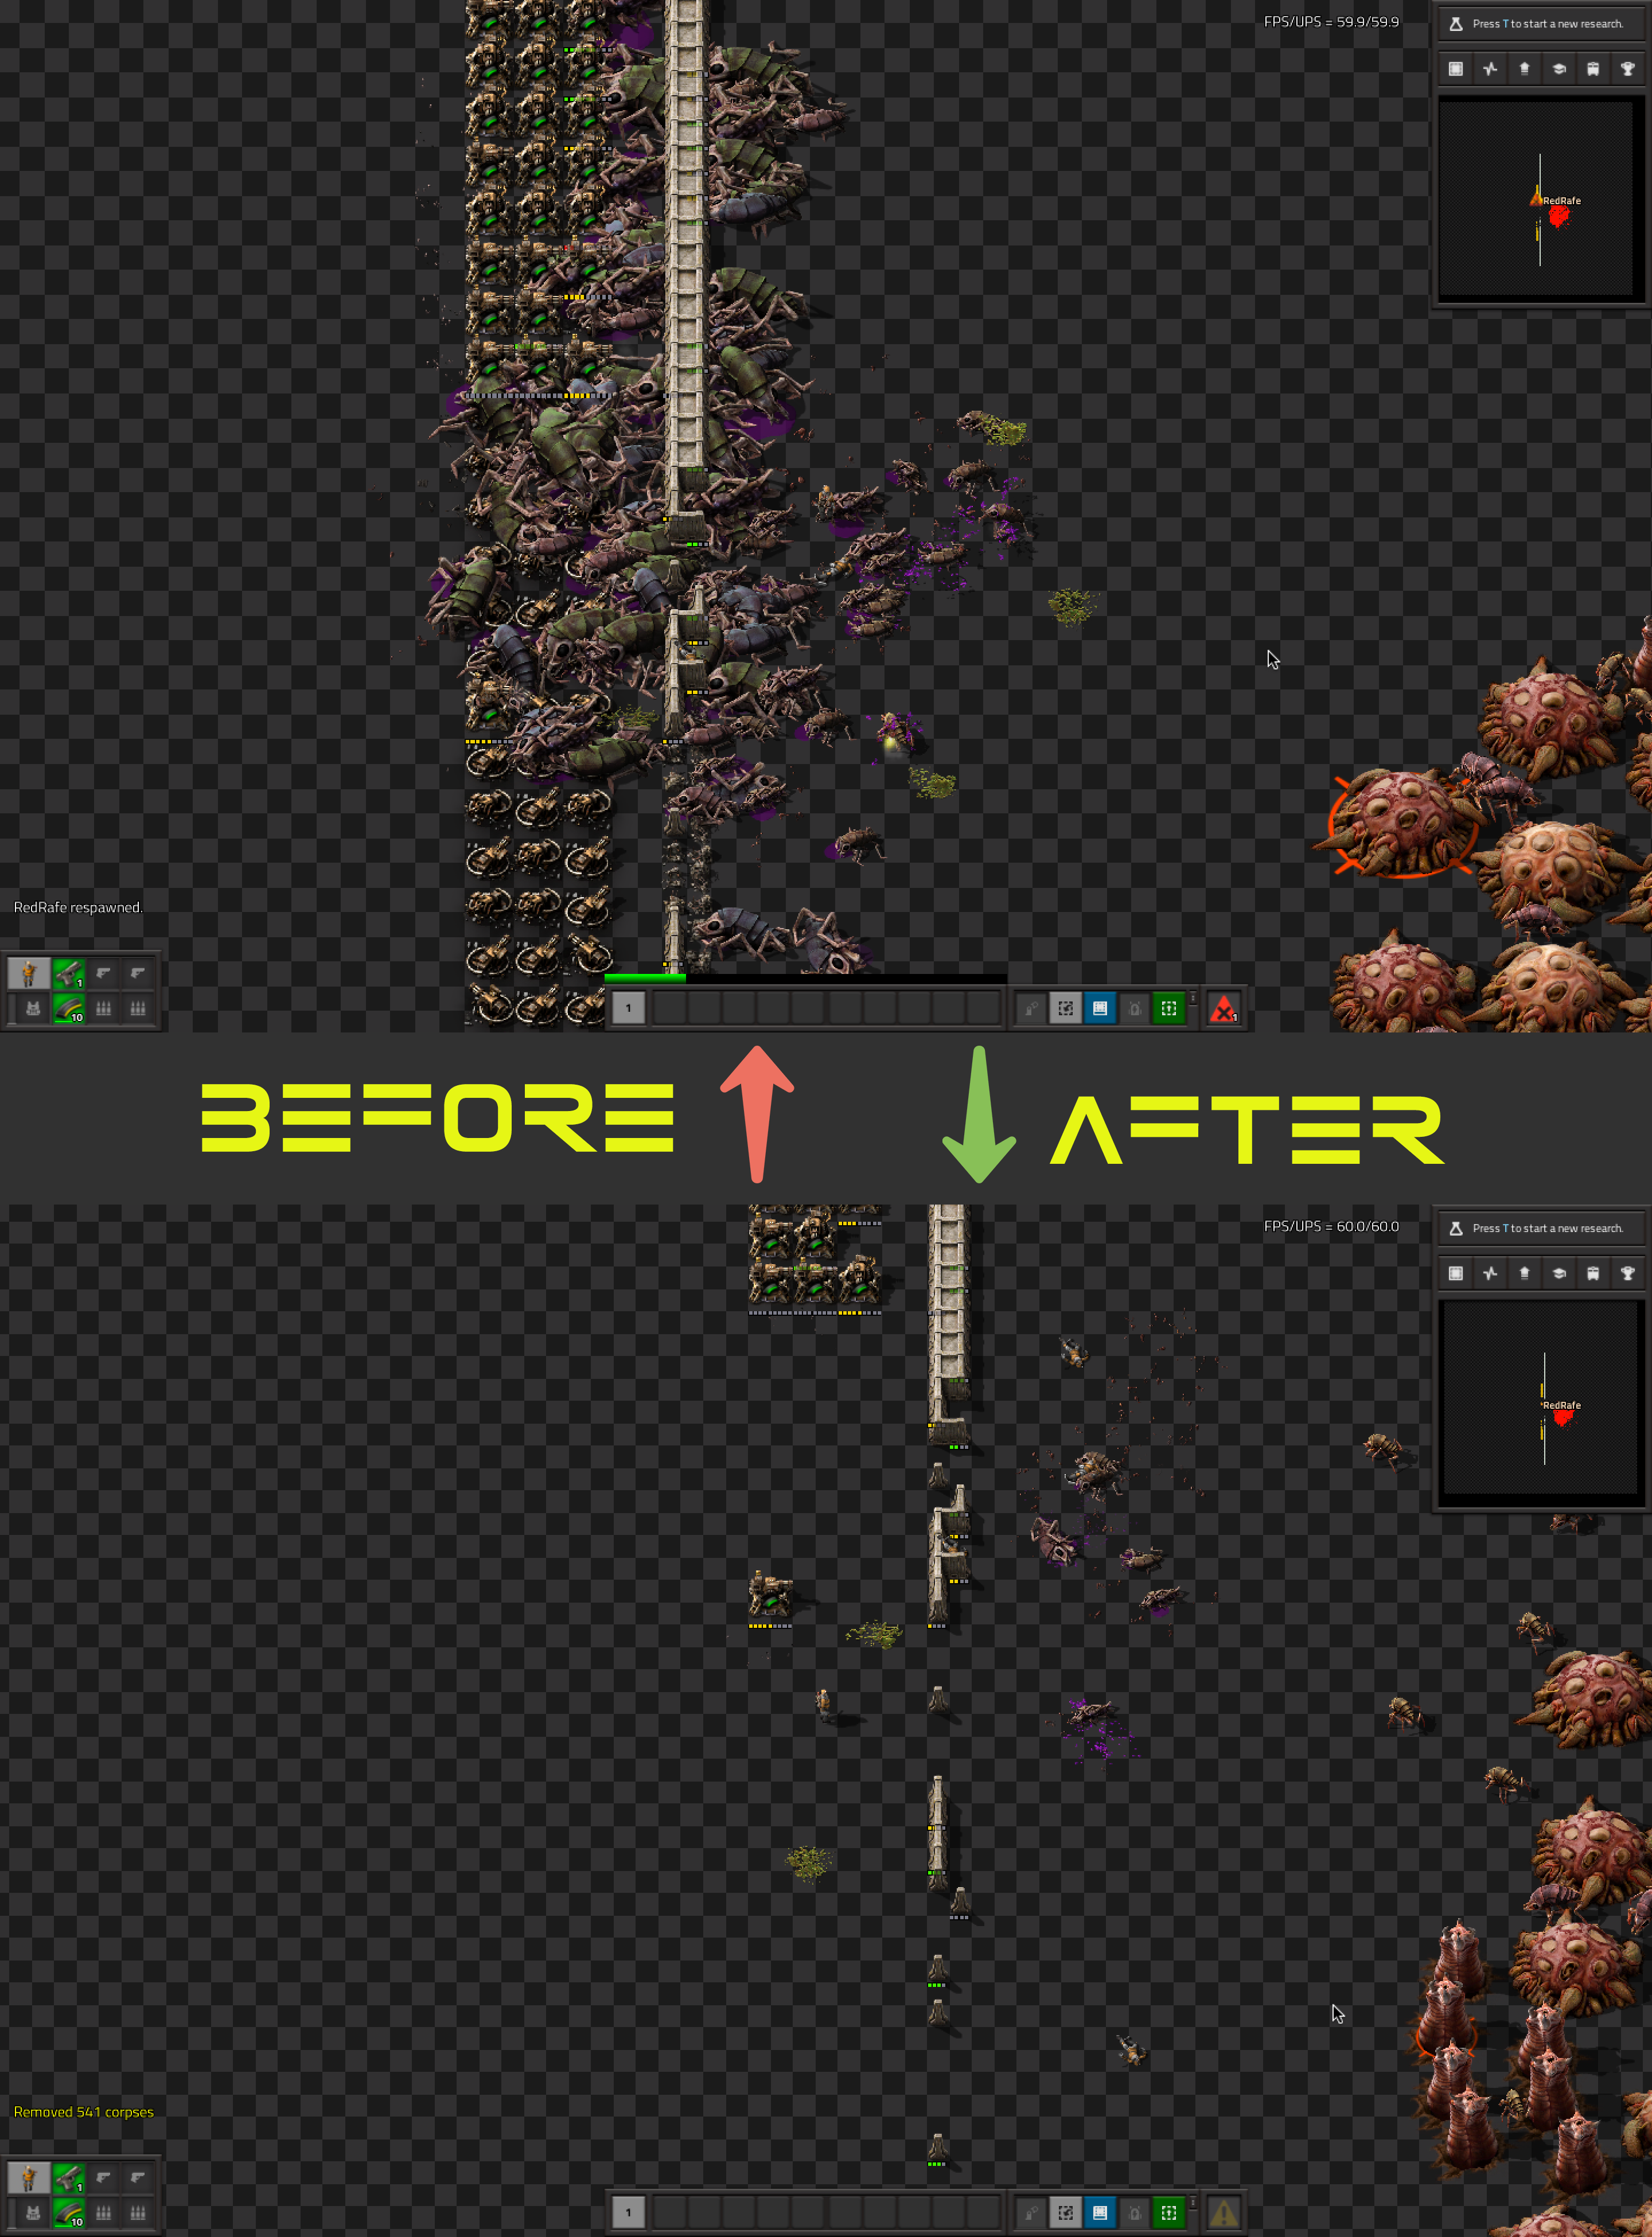 FPS/UPS = 59.9/59.9
Press T to start a new research.
RedRafe
RedRafe respawned.
1
10
1
1
BEFORE
AFTER
FPS/UPS = 60.0/60.0
Press T to start a new research.
RedRafe
Removed 541 corpses
1
10
1